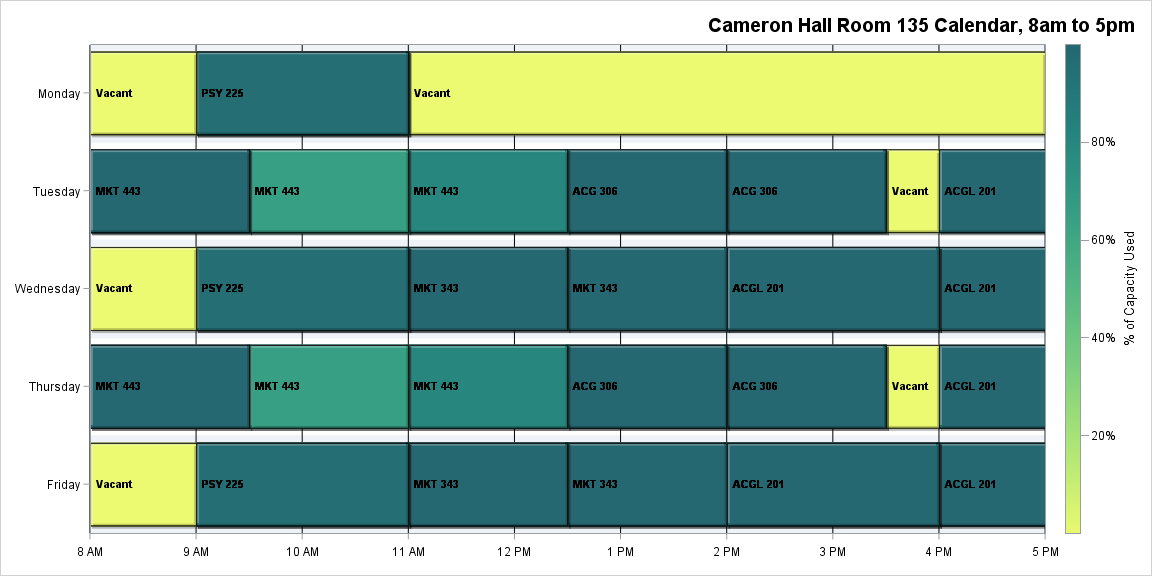 Cameron Hall Room 135 Calendar, 8am to 5pm
Monday
Vacant
PSY 225
Vacant
Tuesday
MKT 443
MKT 443
MKT 443
ACG 306
ACG 306
Vacant
ACGL 201
Wednesday
Vacant
PSY 225
MKT 343
MKT 343
ACGL 201
ACGL 201
Thursday
MKT 443
MKT 443
MKT 443
ACG 306
ACG 306
Vacant
ACGL 201
Friday
Vacant
PSY 225
MKT 343
MKT 343
ACGL 201
ACGL 201
8 AM
9 AM
10 AM
11 AM
12 PM
1 PM
2 PM
3 PM
4 PM
5 PM
80%
60%
40%
20%
% of Capacity Used